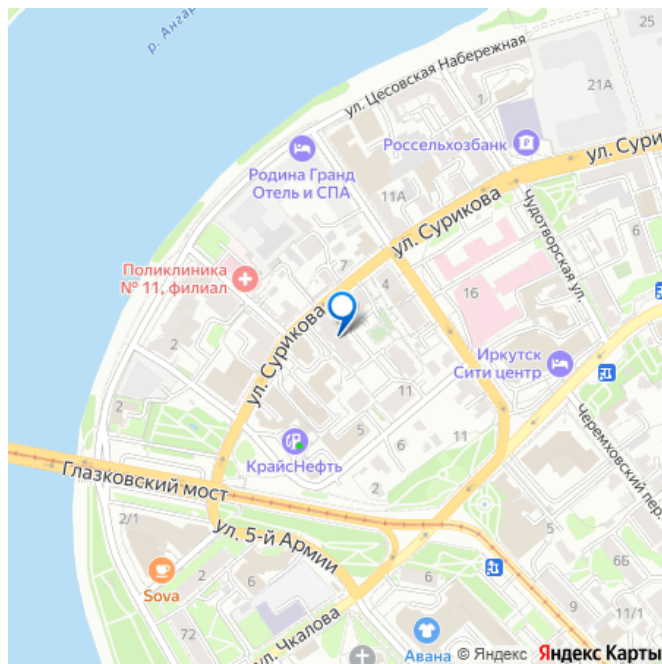 р. Ангар
25
ул. Цесовская Набережная
21А
1
Россельхозбанк
ул. Сури
Родина Гранд
Отель и СПА
11А
ул. Сурикова
Чудотворская ул.
6
Поликлиника
№ 11, филиал
7
4
16
ул. Сурикова
2
Иркутск
Сити центр
2
11
5
6
11
КрайсНефть
Черемховский пер.
2
Глазковский мост
2/1
ул. 5-й Армии
5
6Б
Sova
2
6
6
9
11/1
72
ул. Чкалова
Авана
© Яндекс Яндекс Карты